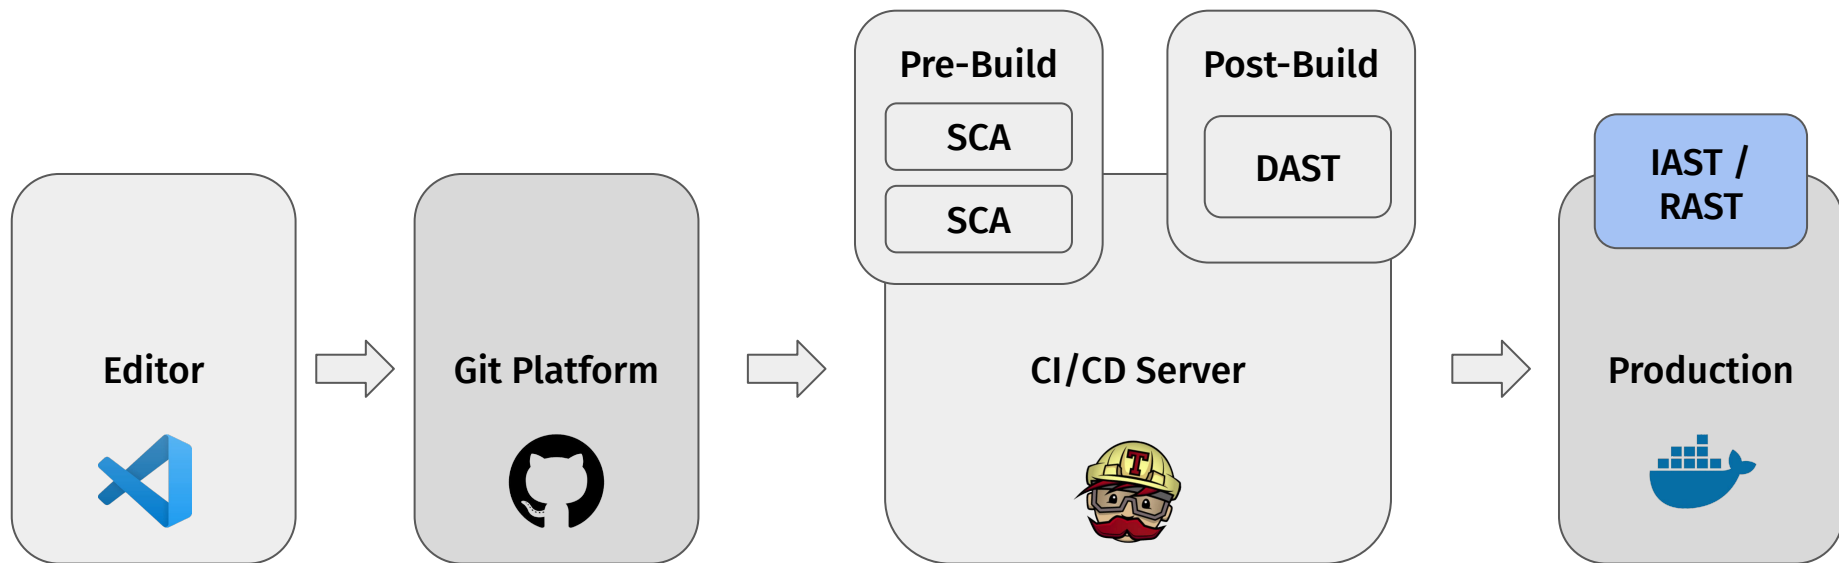 Pre-Build
SCA
SCA
Post-Build
DAST
IAST /
RAST
Editor
Git Platform
CI/CD Server
Production
T